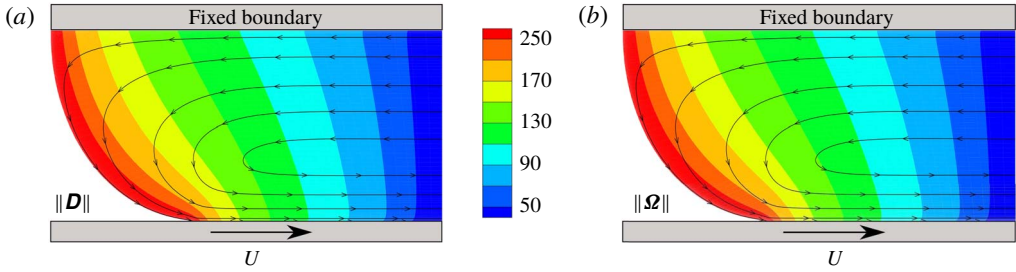 (a)
Fixed boundary
‖D‖
U
250
170
130
90
50
(b)
Fixed boundary
‖Ω‖
U